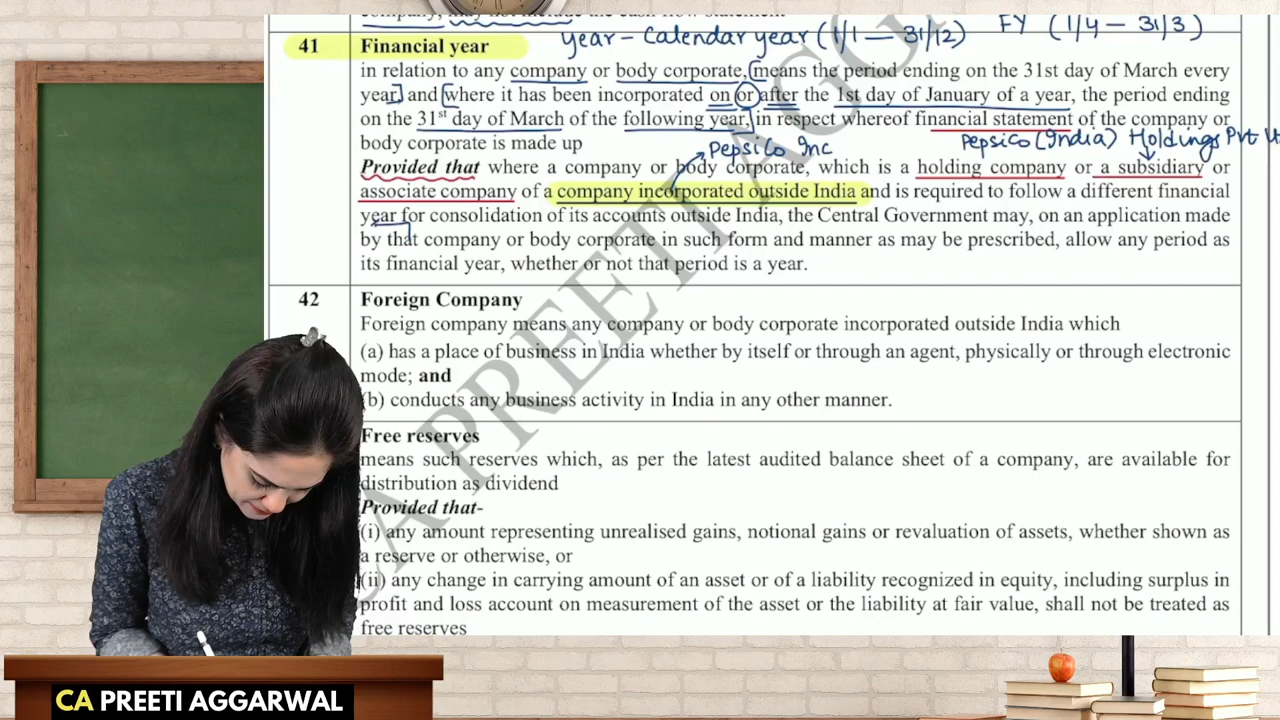 company, may not include the cash flow statement
year - Calendar year (1/1 — 31/12) FY (1/4 — 31/3)
41 Financial year
in relation to any company or body corporate, means the period ending on the 31st day of March every
year, and where it has been incorporated on or after the 1st day of January of a year, the period ending
on the 31st day of March of the following year, in respect whereof financial statement of the company or
body corporate is made up
Pepsico Inc
Pepsico (India) Holdings Pvt
Provided that where a company or body corporate, which is a holding company or a subsidiary or
associate company of a company incorporated outside India and is required to follow a different financial
year for consolidation of its accounts outside India, the Central Government may, on an application made
by that company or body corporate in such form and manner as may be prescribed, allow any period as
its financial year, whether or not that period is a year.
42 Foreign Company
Foreign company means any company or body corporate incorporated outside India which
(a) has a place of business in India whether by itself or through an agent, physically or through electronic
mode; and
(b) conducts any business activity in India in any other manner.
Free reserves
means such reserves which, as per the latest audited balance sheet of a company, are available for
distribution as dividend
Provided that-
(i) any amount representing unrealised gains, notional gains or revaluation of assets, whether shown as
a reserve or otherwise, or
(ii) any change in carrying amount of an asset or of a liability recognized in equity, including surplus in
profit and loss account on measurement of the asset or the liability at fair value, shall not be treated as
free reserves
CA PREETI AGG
CA PREETI AGGARWAL